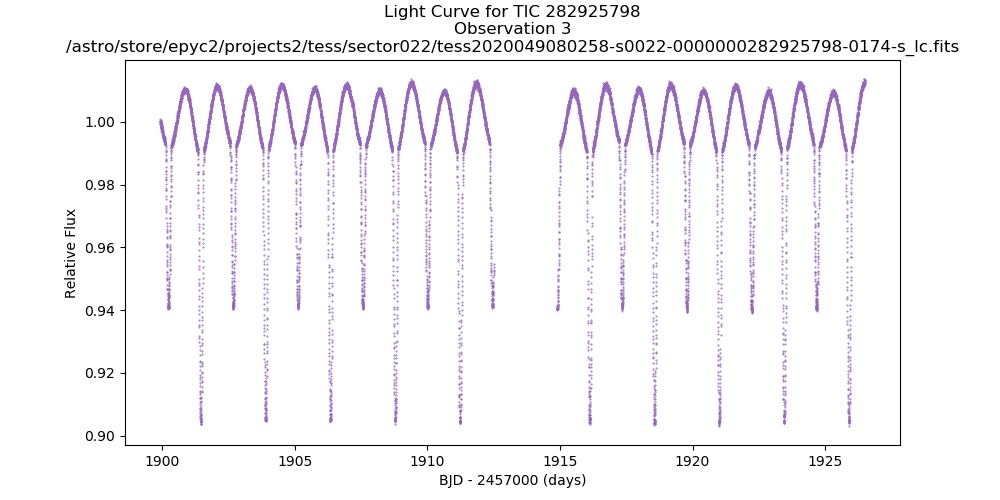 Light Curve for TIC 282925798
Observation 3
/astro/store/epyc2/projects2/tess/sector022/tess2020049080258-s0022-0000000282925798-0174-s_lc.fits
1.00
0.98
0.96
0.94
0.92
0.90
Relative Flux
1900
1905
1910
1915
1920
1925
BJD - 2457000 (days)